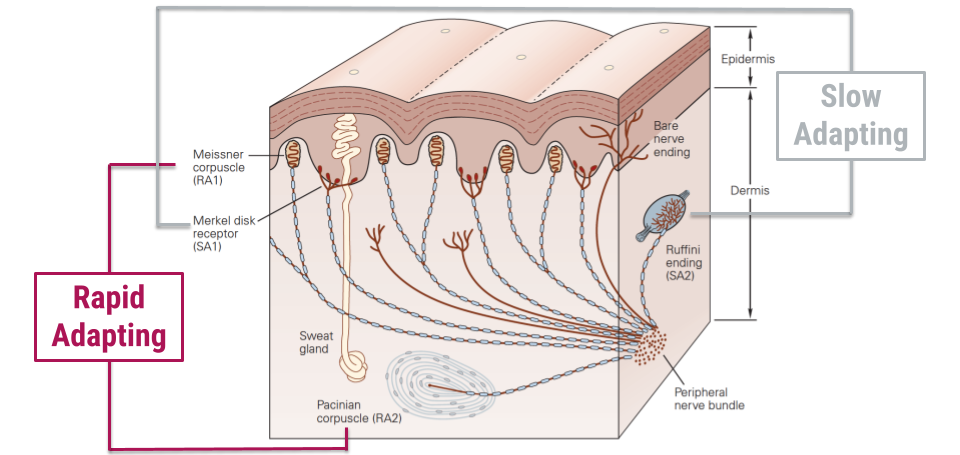 Epidermis
Slow
Adapting
Bare
nerve
ending
Meissner
corpuscle
(RA1)
Dermis
Merkel disk
receptor
(SA1)
Ruffini
ending
(SA2)
Rapid
Adapting
Sweat
gland
Pacinian
corpuscle (RA2)
Peripheral
nerve bundle